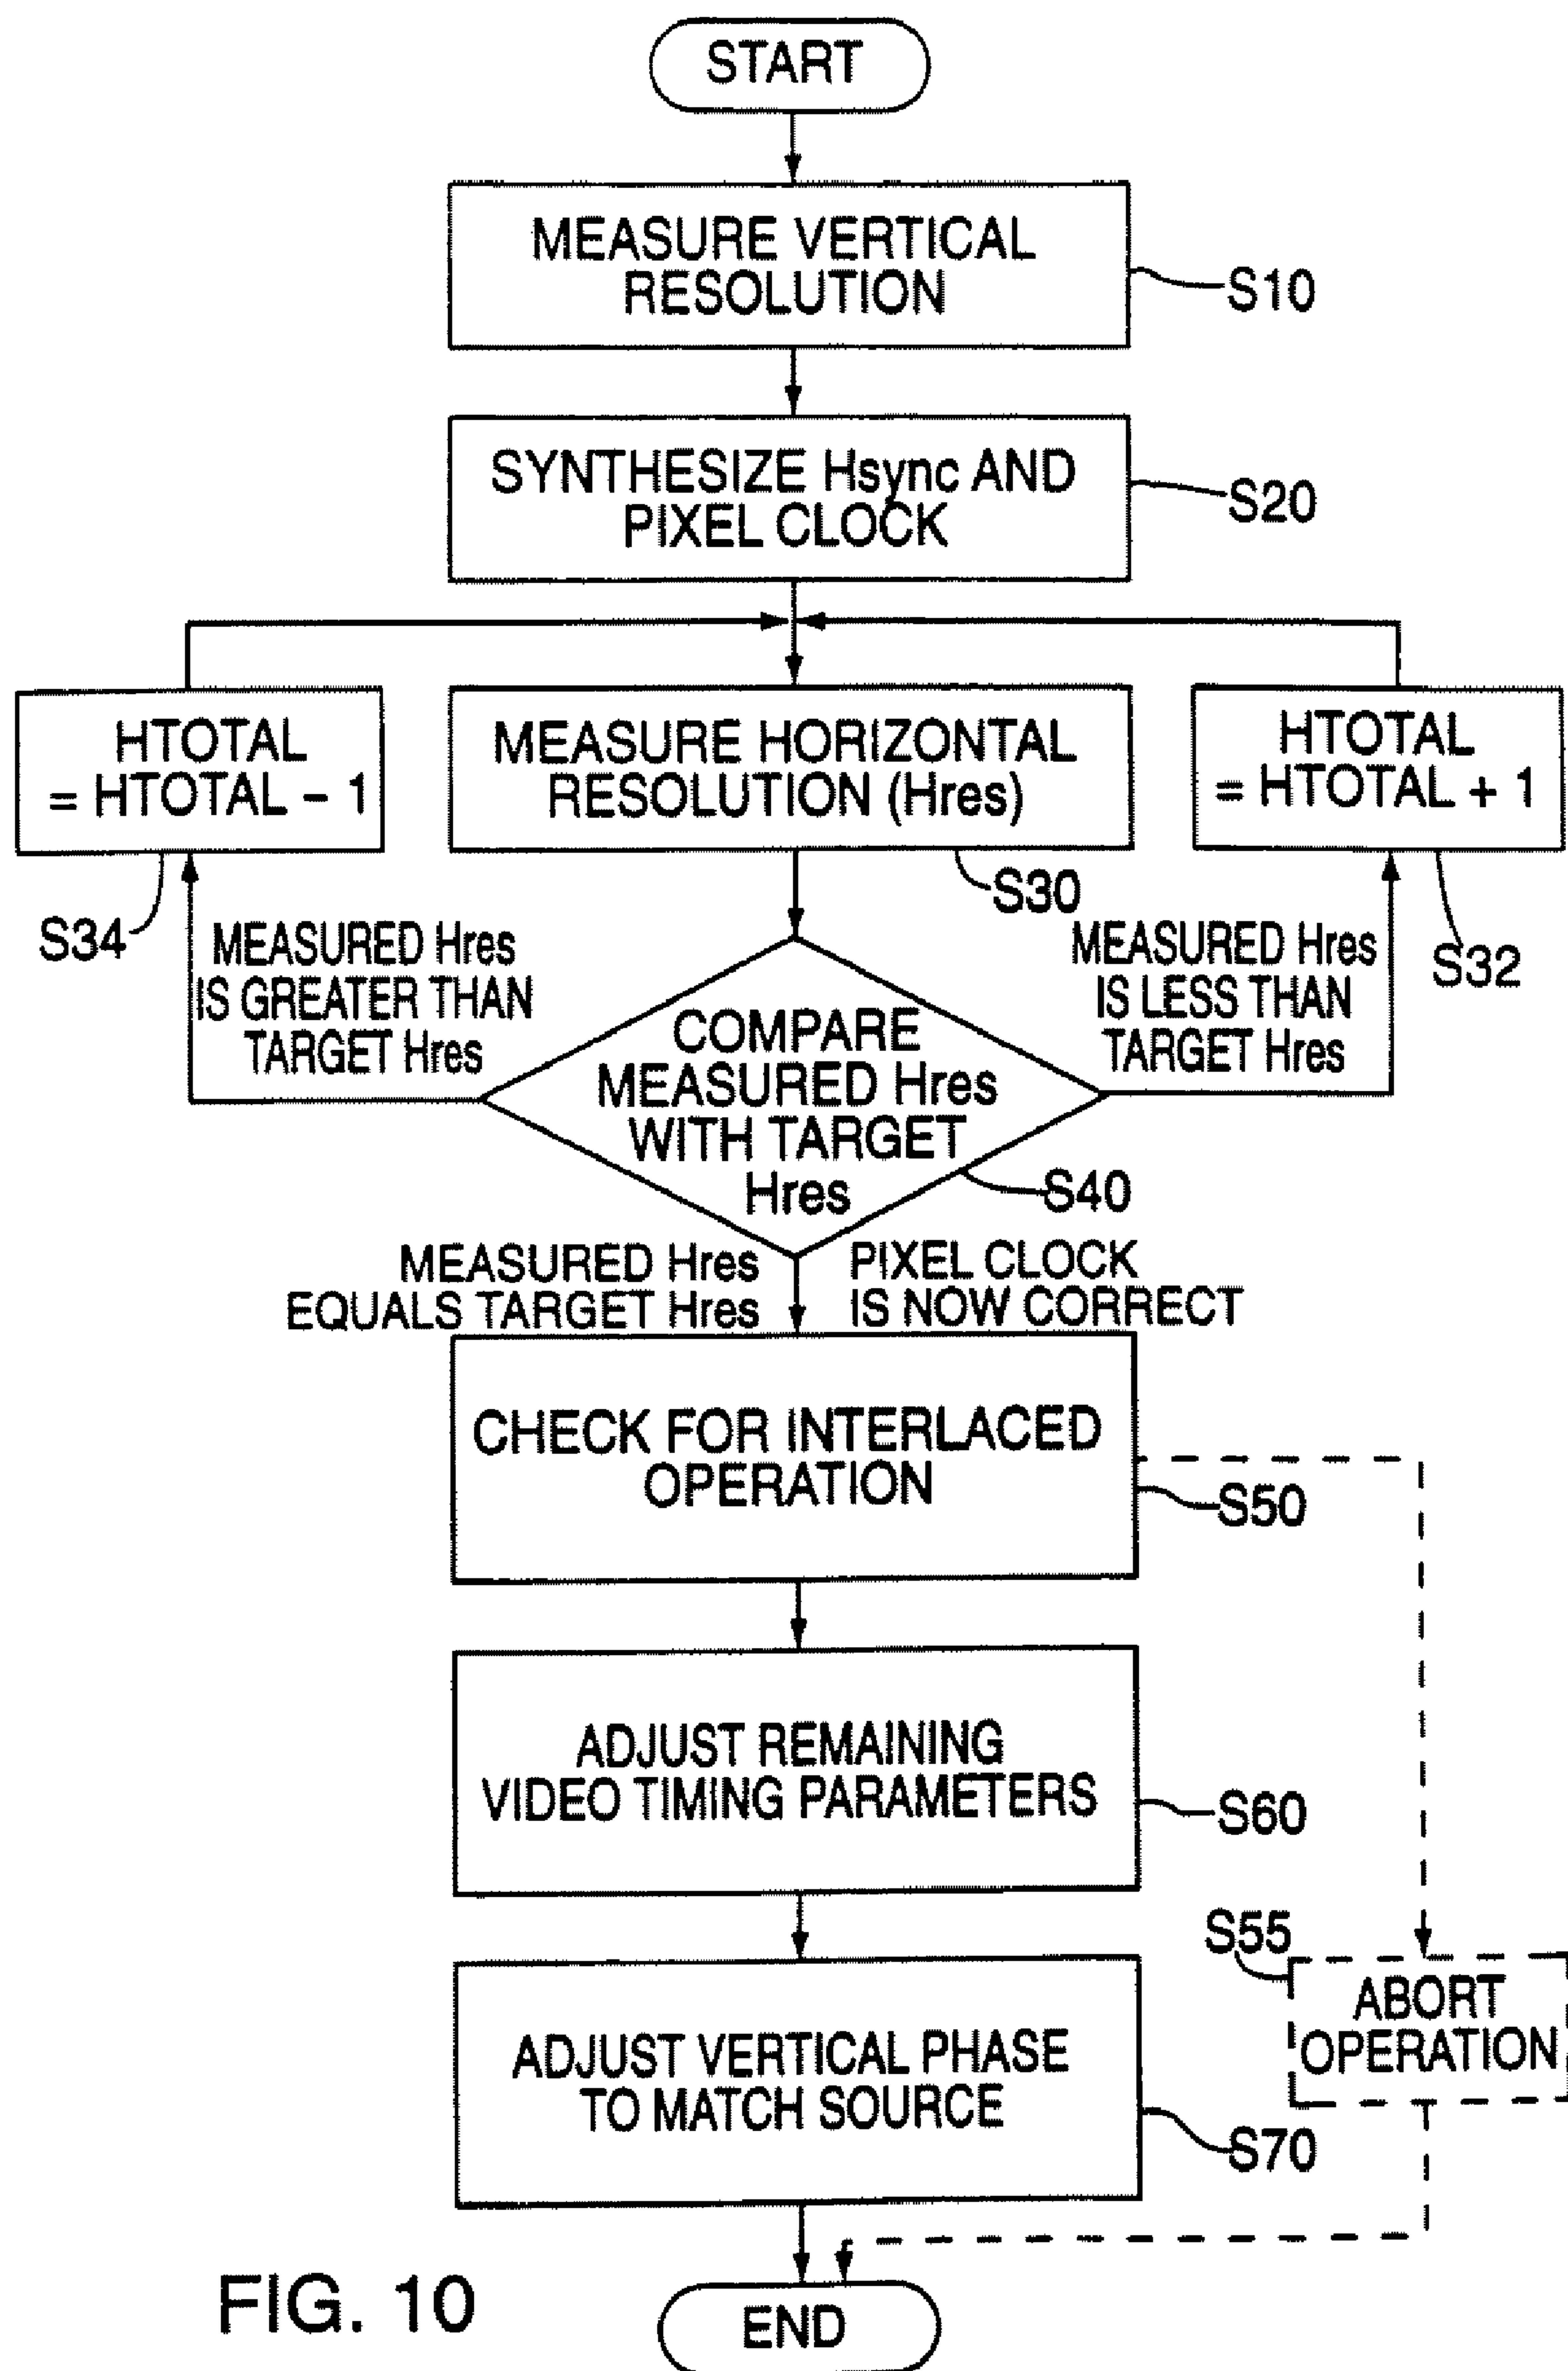 START
MEASURE VERTICAL
RESOLUTION
S10
SYNTHESIZE Hsync AND
PIXEL CLOCK
S20
HTOTAL
= HTOTAL − 1
S34
MEASURE HORIZONTAL
RESOLUTION (Hres)
S30
HTOTAL
= HTOTAL + 1
S32
MEASURED Hres
IS GREATER THAN
TARGET Hres
COMPARE
MEASURED Hres
WITH TARGET
Hres
S40
MEASURED Hres
IS LESS THAN
TARGET Hres
MEASURED Hres
EQUALS TARGET Hres
PIXEL CLOCK
IS NOW CORRECT
CHECK FOR INTERLACED
OPERATION
S50
ADJUST REMAINING
VIDEO TIMING PARAMETERS
S60
S55
ABORT
OPERATION
ADJUST VERTICAL PHASE
TO MATCH SOURCE
S70
END
FIG. 10